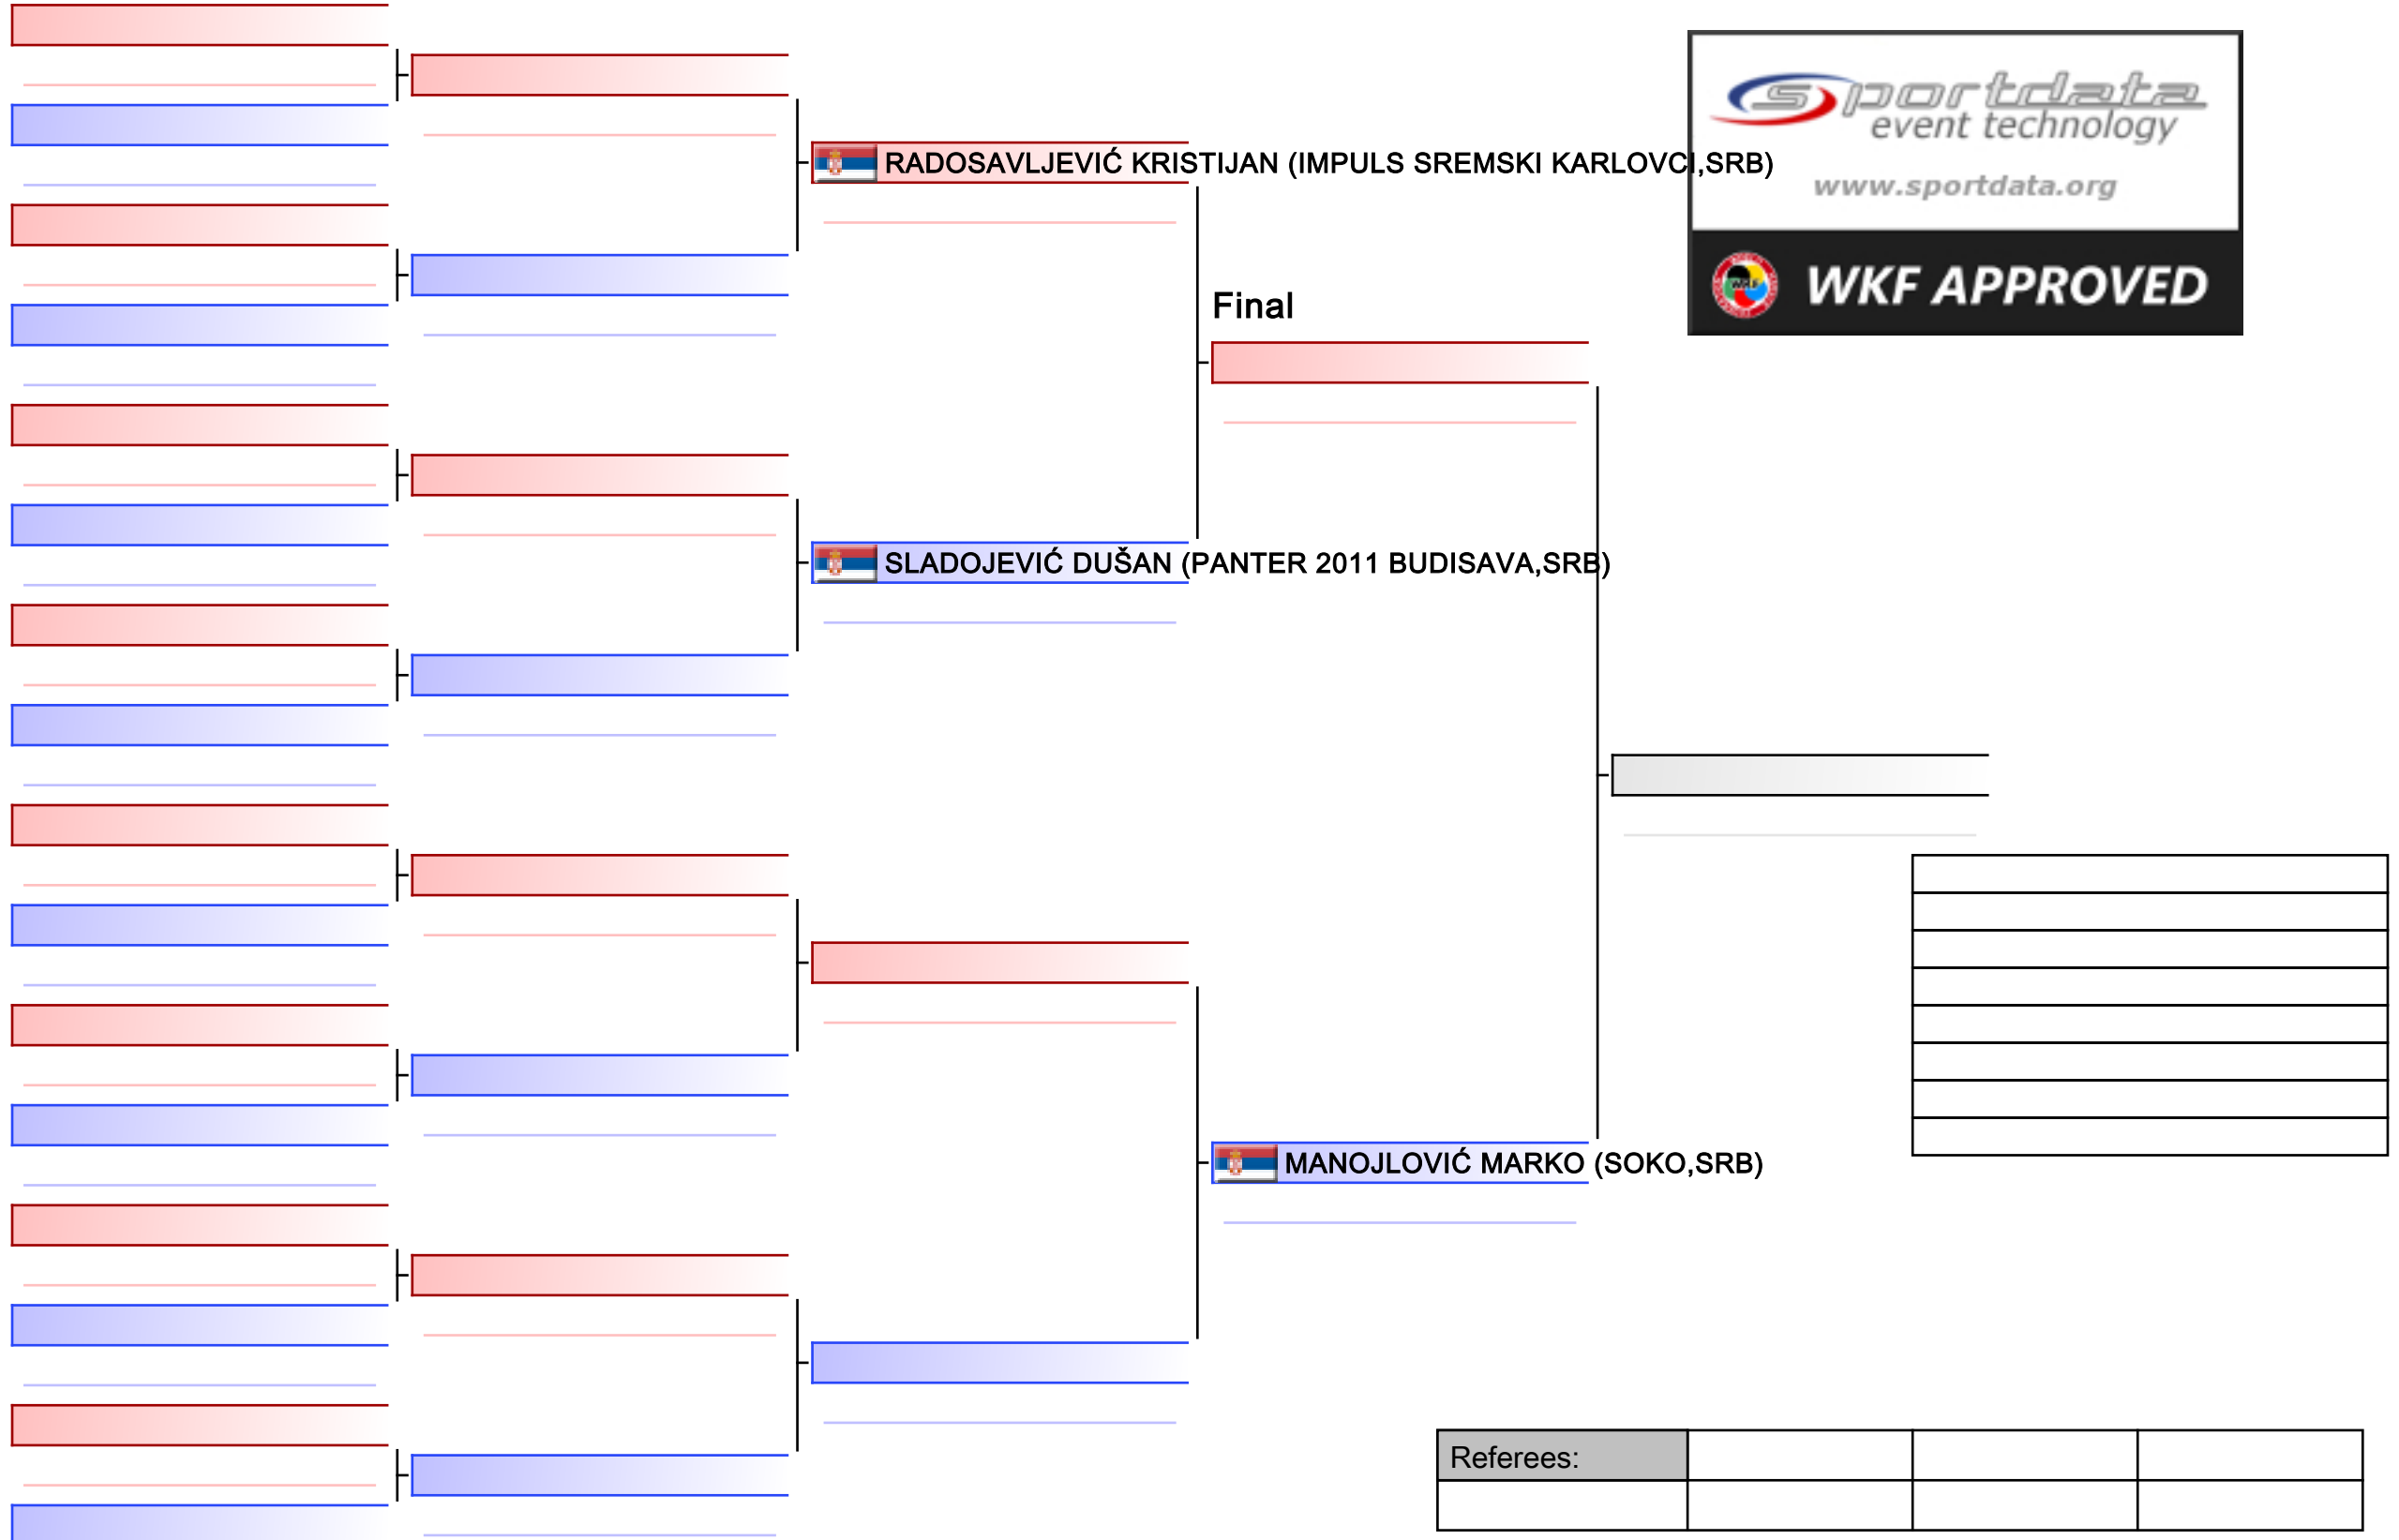 sportdata
event technology
www.sportdata.org
WKF APPROVED
RADOSAVLJEVIĆ KRISTIJAN (IMPULS SREMSKI KARLOVCI,SRB)
Final
SLADOJEVIĆ DUŠAN (PANTER 2011 BUDISAVA,SRB)
MANOJLOVIĆ MARKO (SOKO,SRB)
Referees: